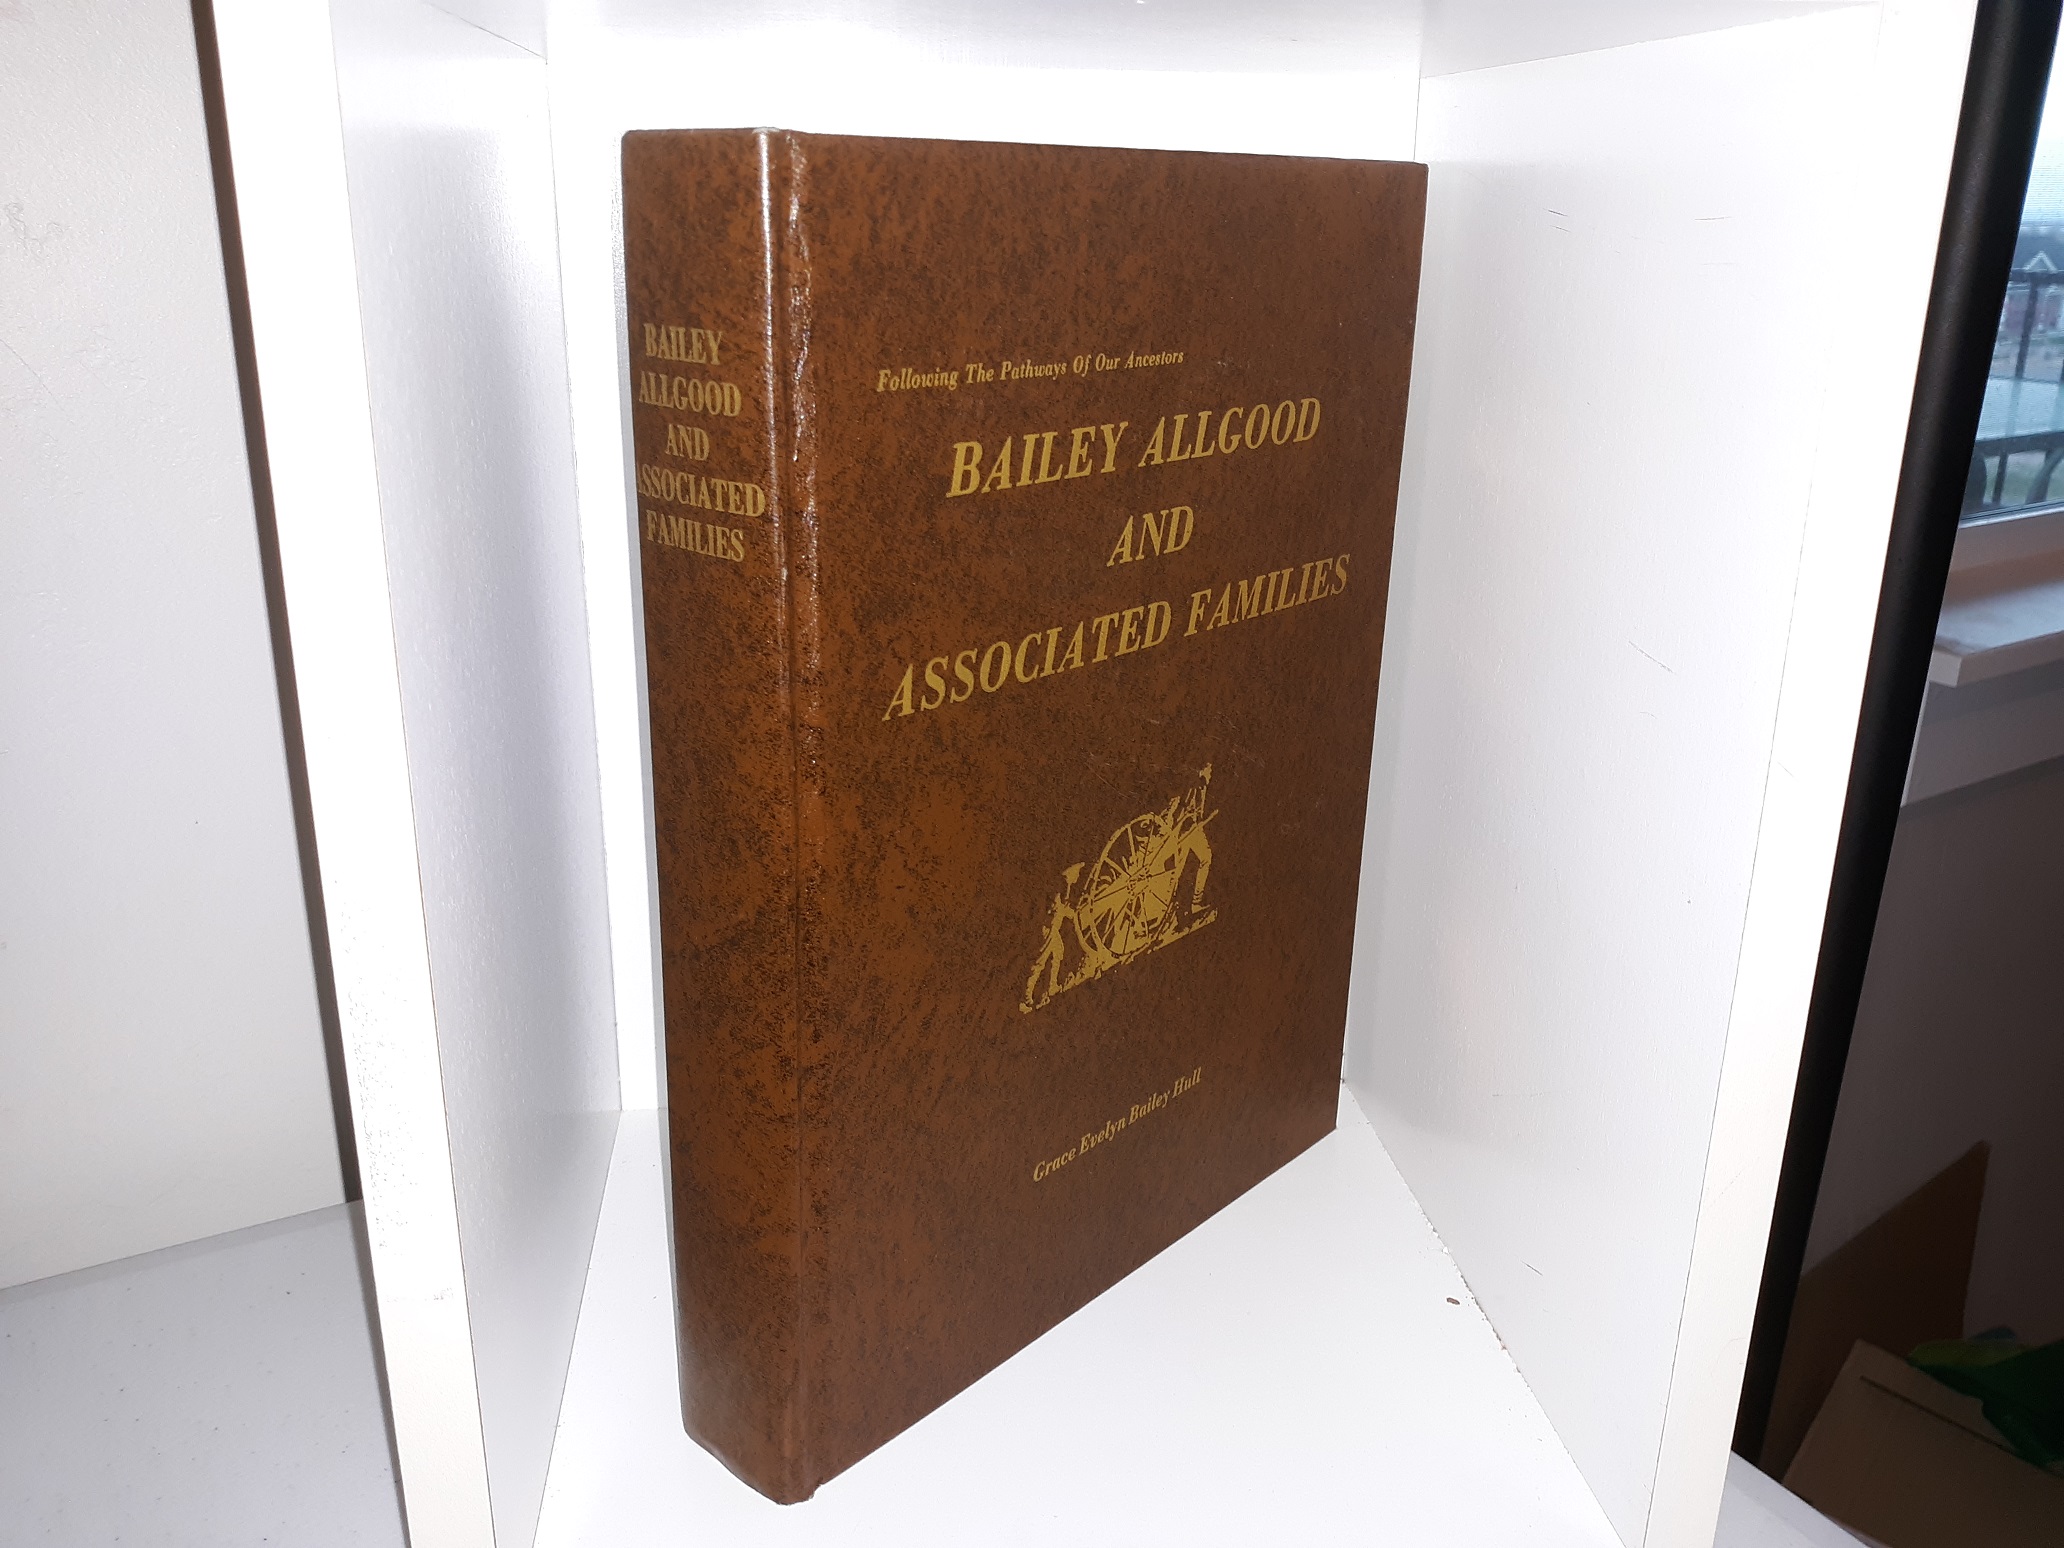 BAILEY
ALLGOOD
AND
ASSOCIATED
FAMILIES
Following The Pathways Of Our Ancestors
BAILEY ALLGOOD
AND
ASSOCIATED FAMILIES
Grace Evelyn Bailey Hull